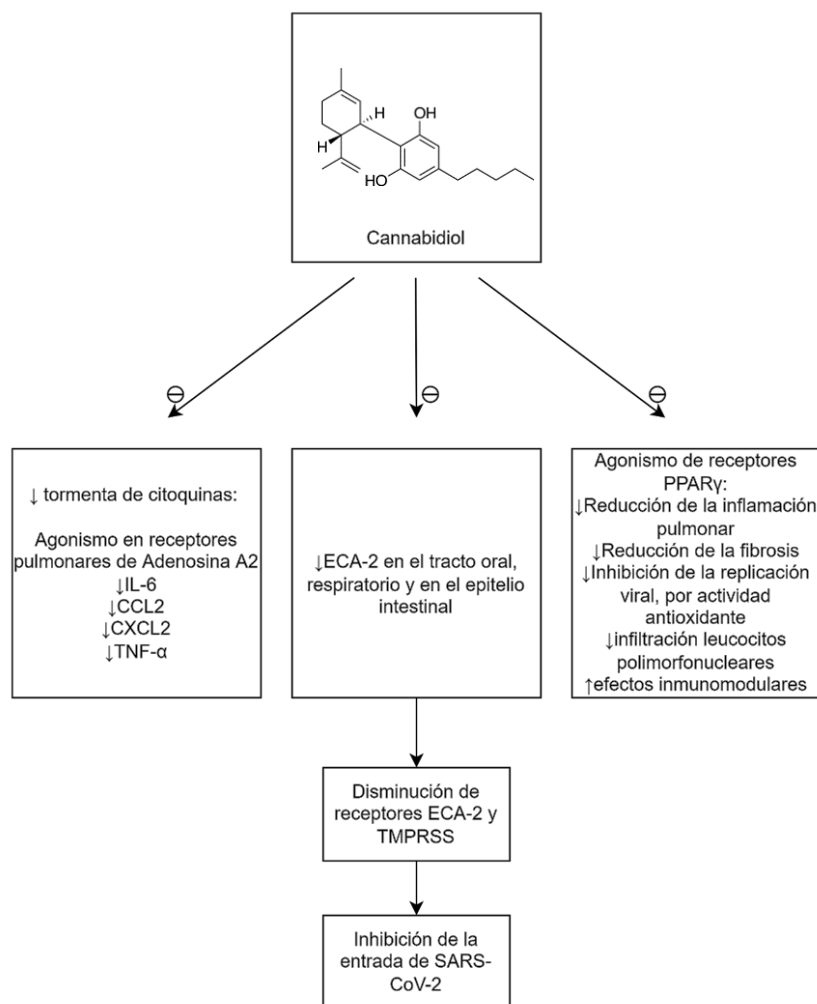 H
OH
H
HO
Cannabidiol
⊖
⊖
⊖
↓ tormenta de citoquinas:
Agonismo en receptores
pulmonares de Adenosina A2
↓IL-6
↓CCL2
↓CXCL2
↓TNF-α
↓ECA-2 en el tracto oral,
respiratorio y en el epitelio
intestinal
Agonismo de receptores
PPARγ:
↓Reducción de la inflamación
pulmonar
↓Reducción de la fibrosis
↓Inhibición de la replicación
viral, por actividad
antioxidante
↓infiltración leucocitos
polimorfonucleares
↑efectos inmunomodulares
Disminución de
receptores ECA-2 y
TMPRSS
Inhibición de la
entrada de SARS-
CoV-2